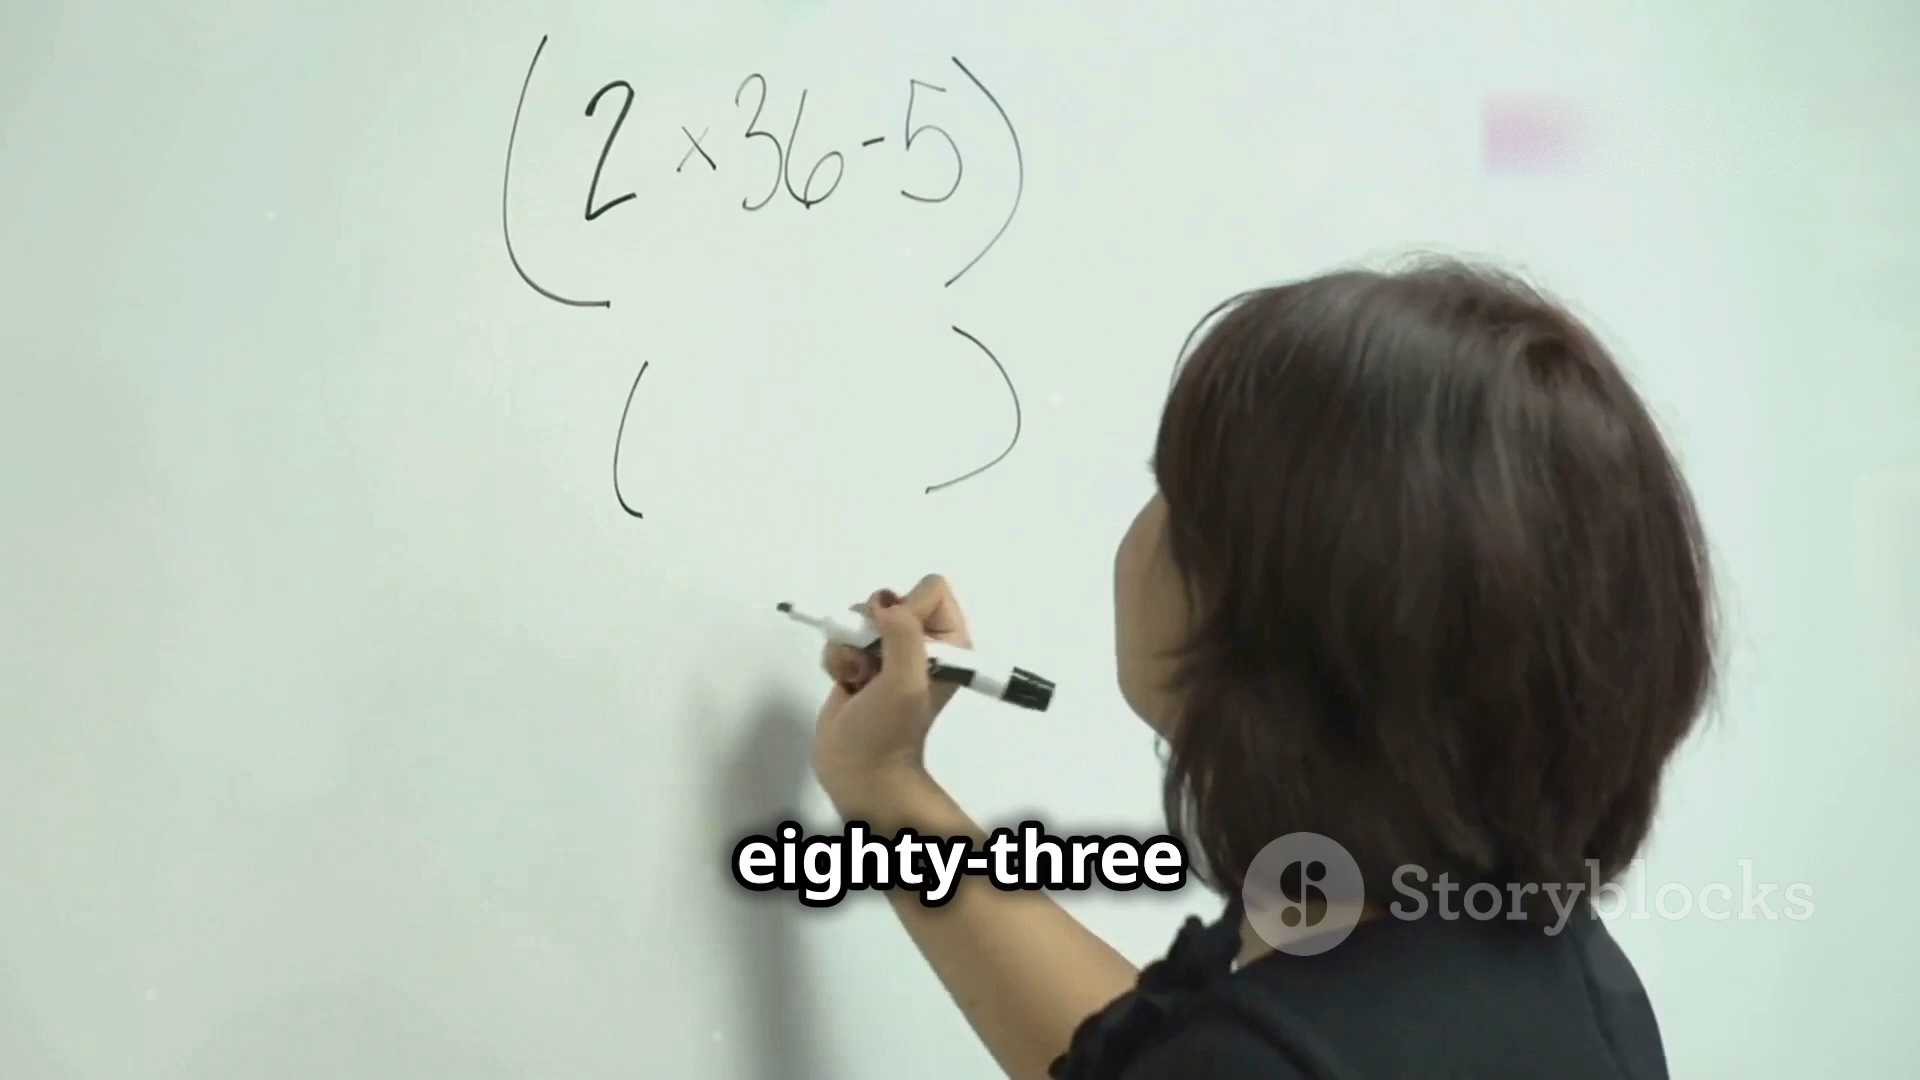 (2 × 36 - 5)
( )
eighty-three
Storyblocks